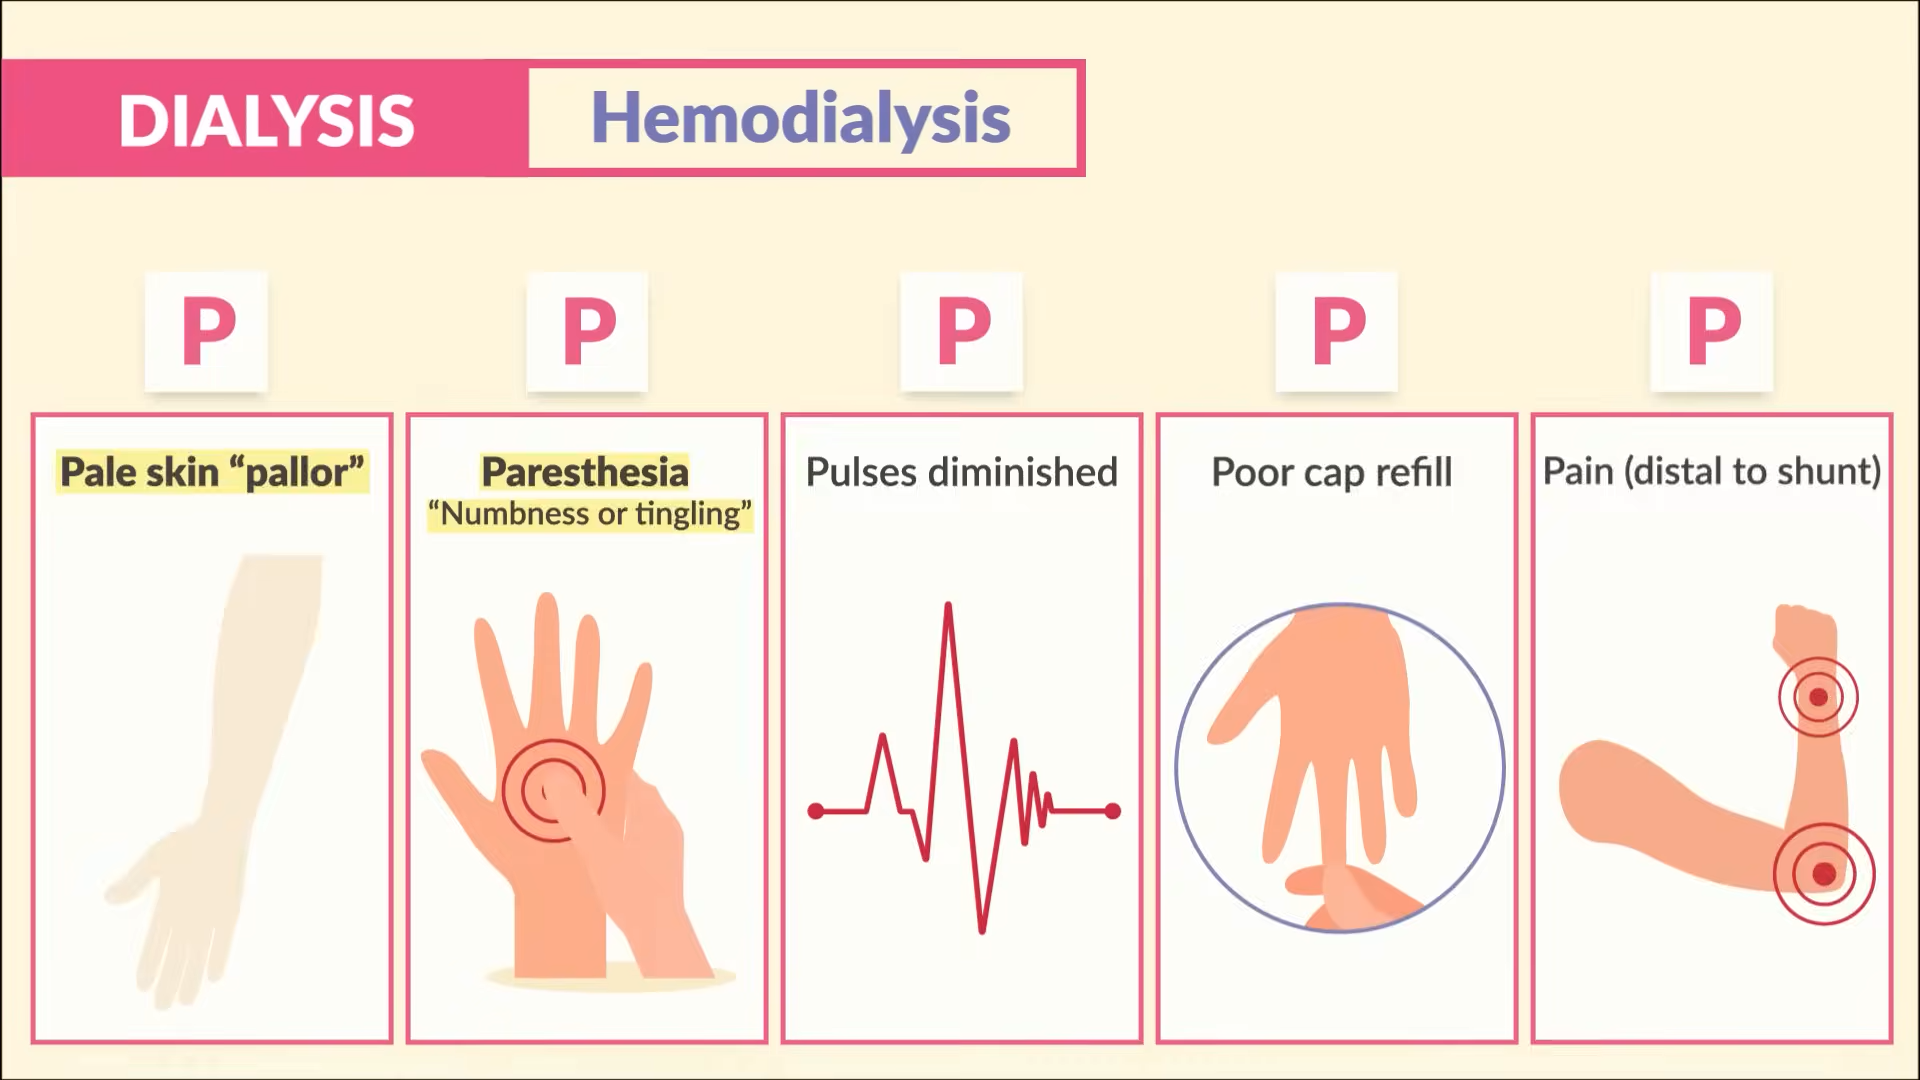 DIALYSIS
Hemodialysis
P
P
P
P
P
Pale skin “pallor”
Paresthesia
“Numbness or tingling”
Pulses diminished
Poor cap refill
Pain (distal to shunt)